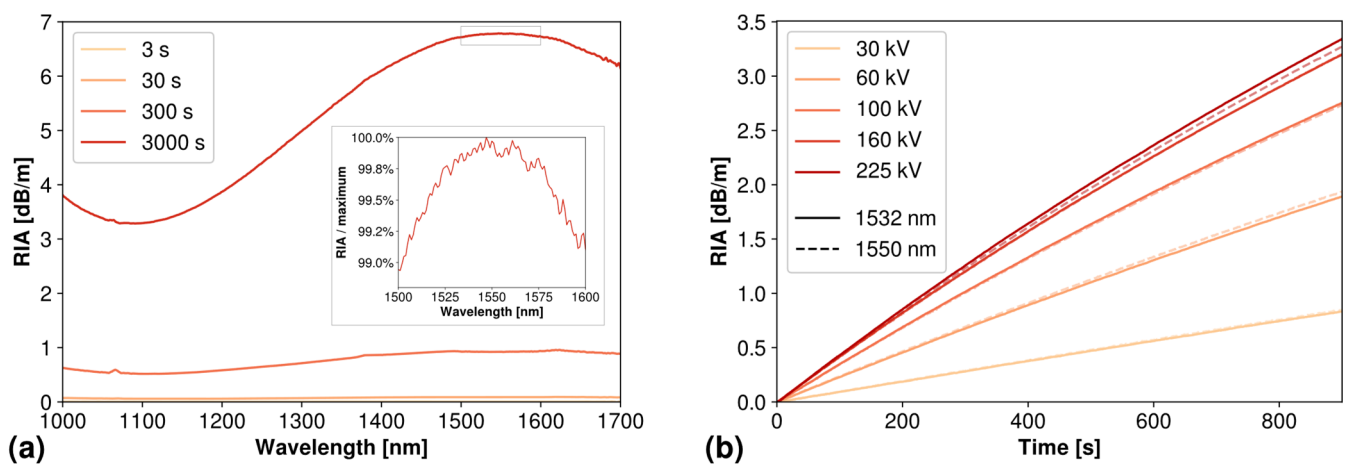 7
6
5
4
3
2
1
0
RIA [dB/m]
3 s
30 s
300 s
3000 s
100.0%
99.8%
99.5%
99.2%
99.0%
RIA / maximum
1500 1525 1550 1575 1600
Wavelength [nm]
1000 1100 1200 1300 1400 1500 1600 1700
Wavelength [nm]
(a)
3.5
3.0
2.5
2.0
1.5
1.0
0.5
0.0
RIA [dB/m]
30 kV
60 kV
100 kV
160 kV
225 kV
1532 nm
1550 nm
0 200 400 600 800
Time [s]
(b)